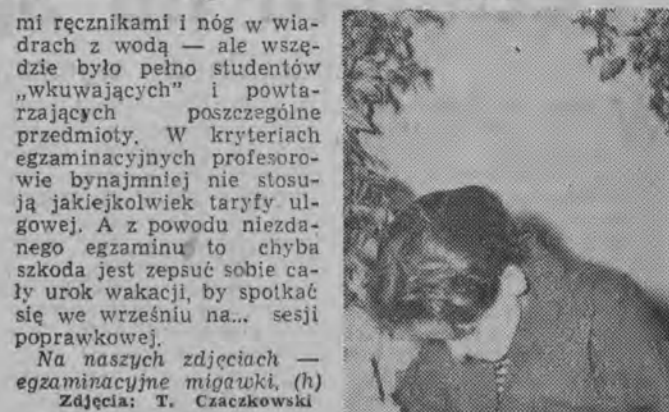 mi ręcznikami i nóg w wia-
drach z wodą — ale wszę-
dzie było pełno studentów
„wkuwających” i powta-
rzających poszczególne
przedmioty. W kryteriach
egzaminacyjnych profesoro-
wie bynajmniej nie stosu-
ją jakiejkolwiek taryfy ul-
gowej. A z powodu niezda-
nego egzaminu to chyba
szkoda jest zepsuć sobie ca-
ły urok wakacji, by spotkać
się we wrześniu na... sesji
poprawkowej.
Na naszych zdjęciach —
egzaminacyjne migawki. (h)
Zdjęcia: T. Czaczkowski